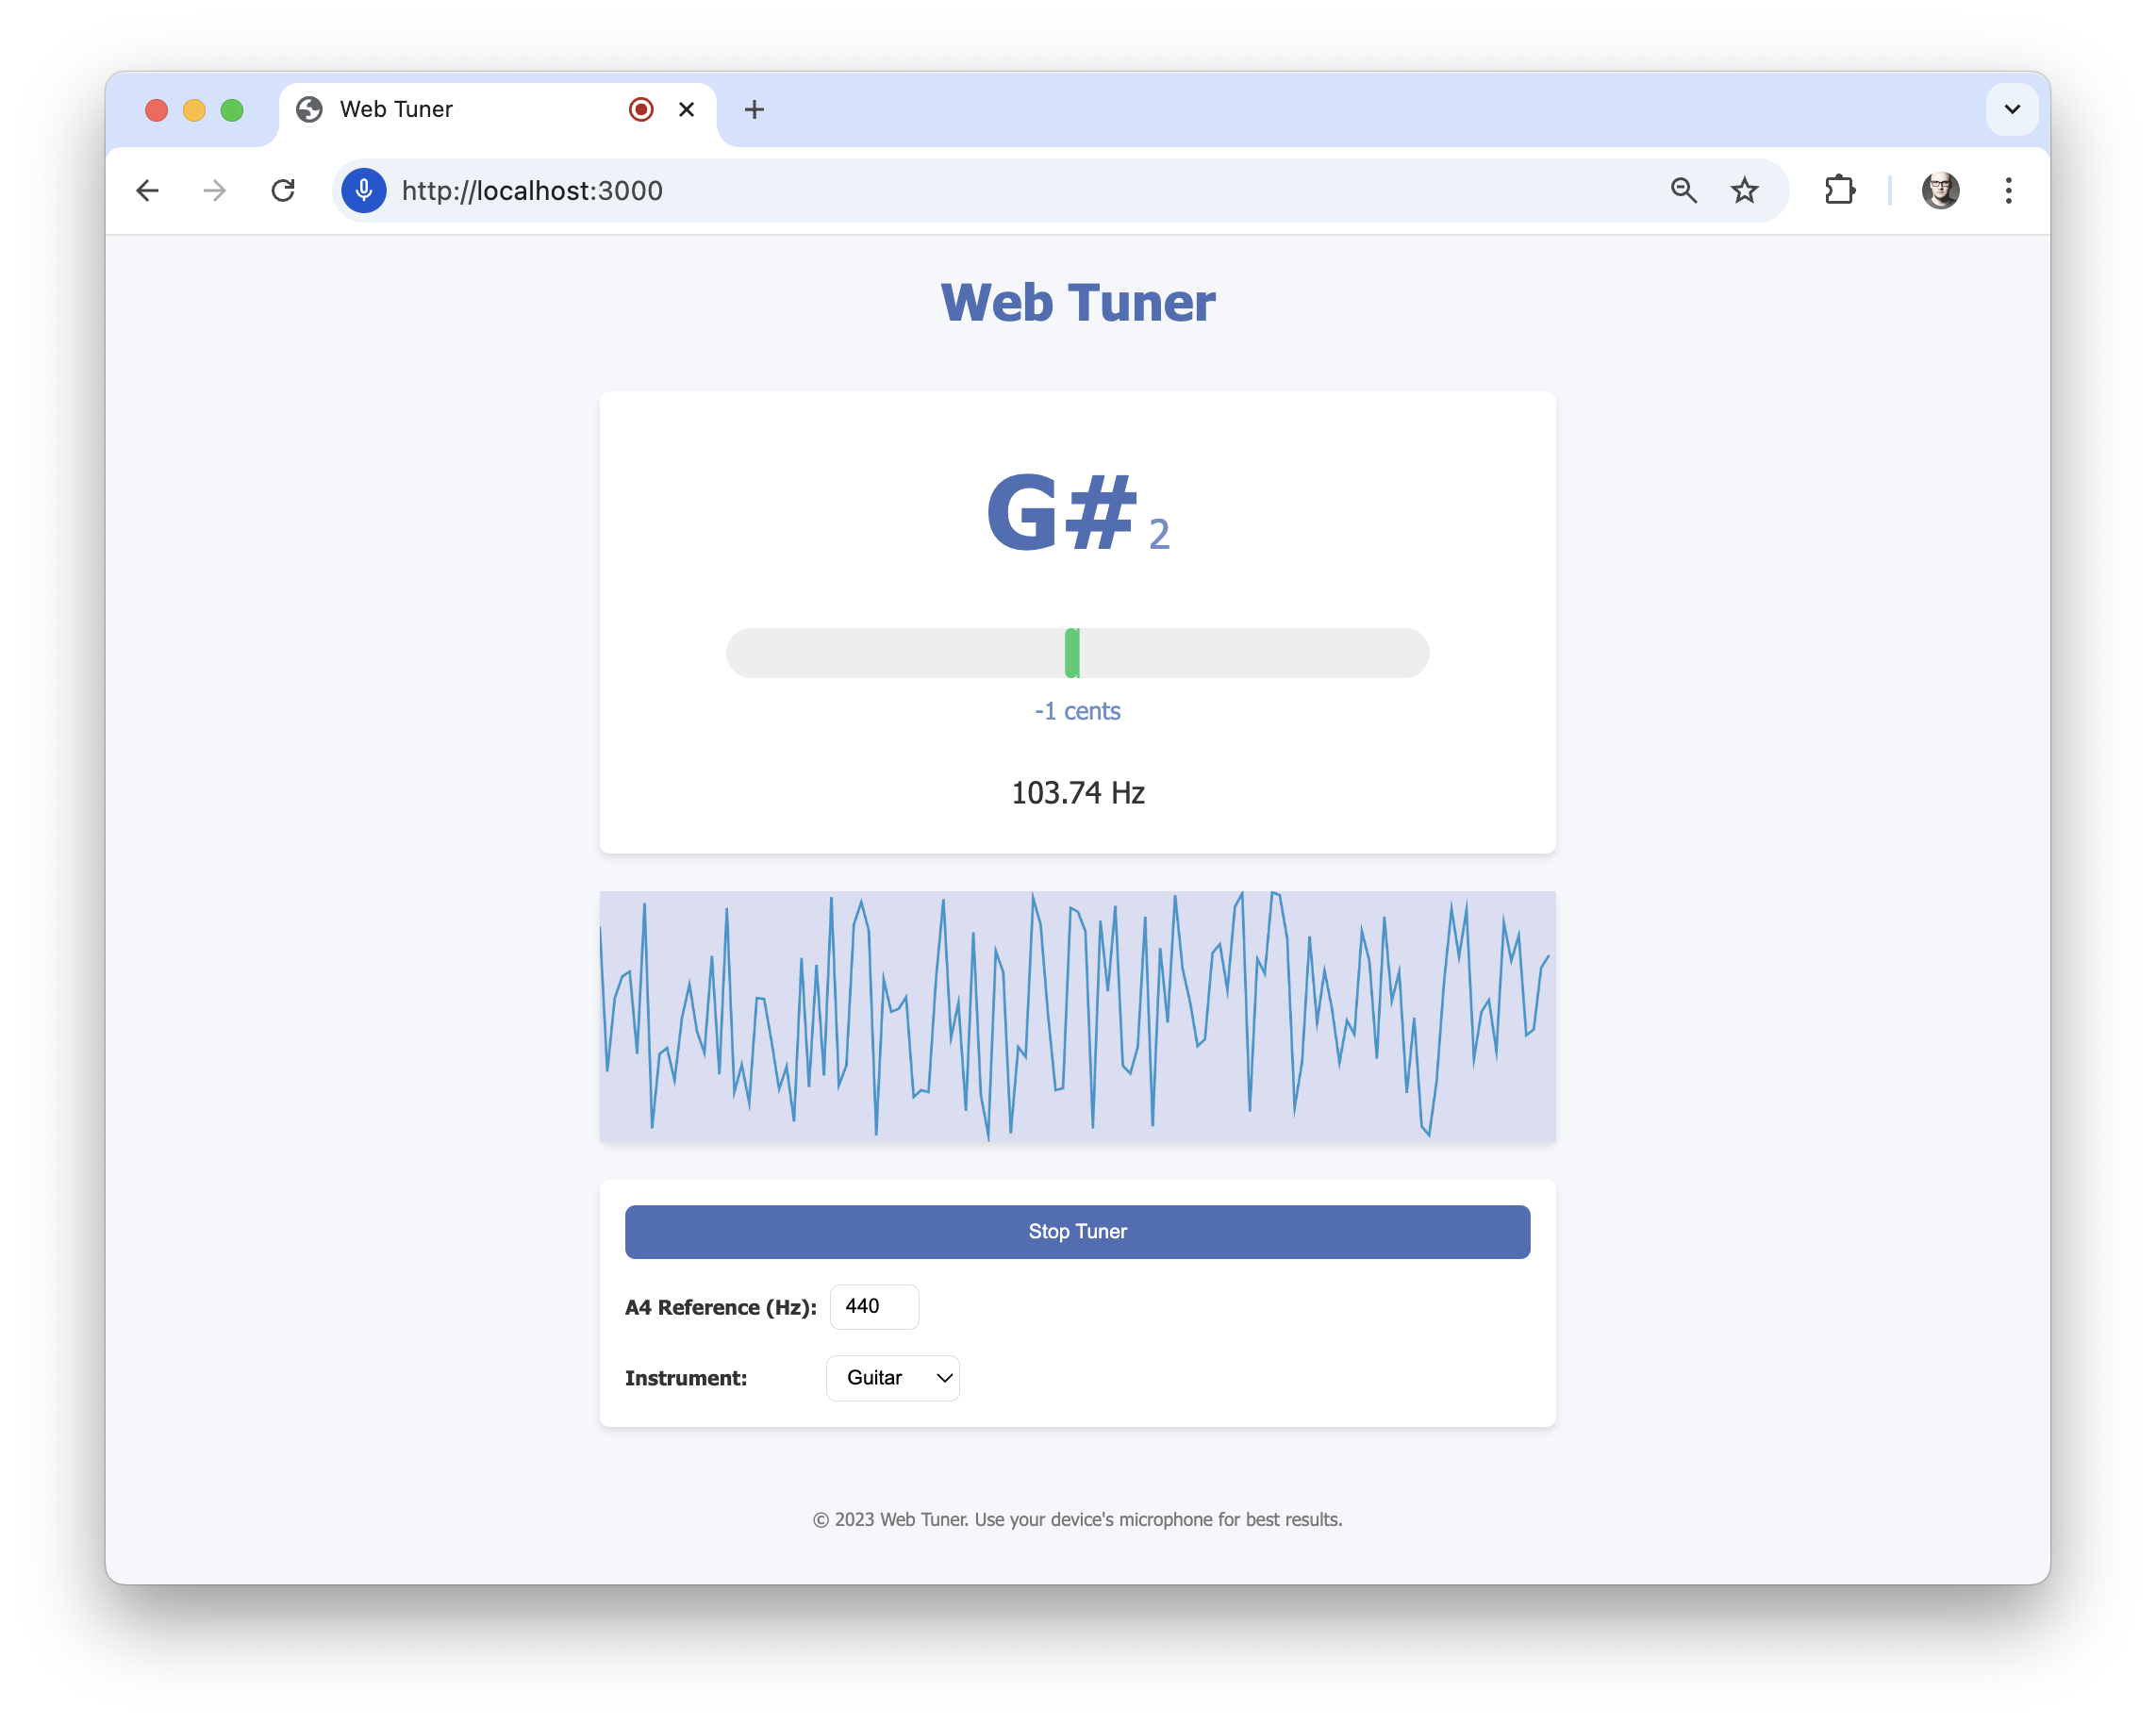 Web Tuner
http://localhost:3000
Web Tuner
G# 2
-1 cents
103.74 Hz
Stop Tuner
A4 Reference (Hz): 440
Instrument: Guitar
© 2023 Web Tuner. Use your device's microphone for best results.